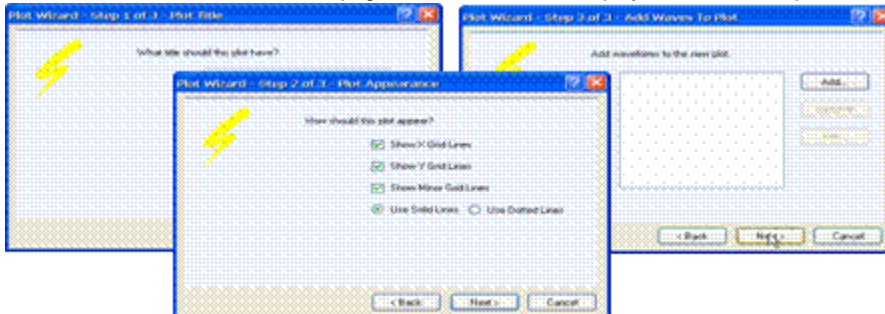 Plot Wizard - Step 1 of 3 - Plot Title
What title should the plot have?
Plot Wizard - Step 2 of 3 - Plot Appearance
How should this plot appear?
Show X Grid Lines
Show Y Grid Lines
Show Minor Grid Lines
Use Solid Lines Use Dotted Lines
< Back Next > Cancel
Plot Wizard - Step 3 of 3 - Add Waves To Plot
Add waveforms to the new plot.
Add...
< Back Next > Cancel